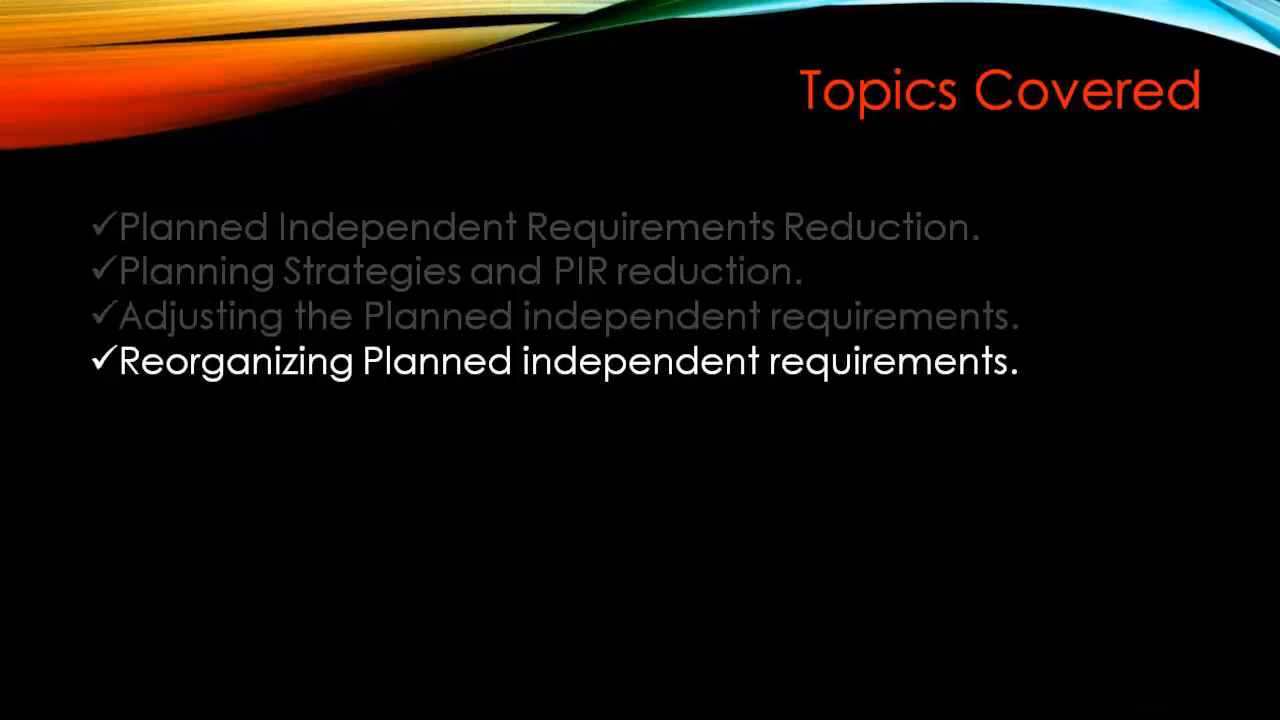 Topics Covered
✓Planned Independent Requirements Reduction.
✓Planning Strategies and PIR reduction.
✓Adjusting the Planned independent requirements.
✓Reorganizing Planned independent requirements.